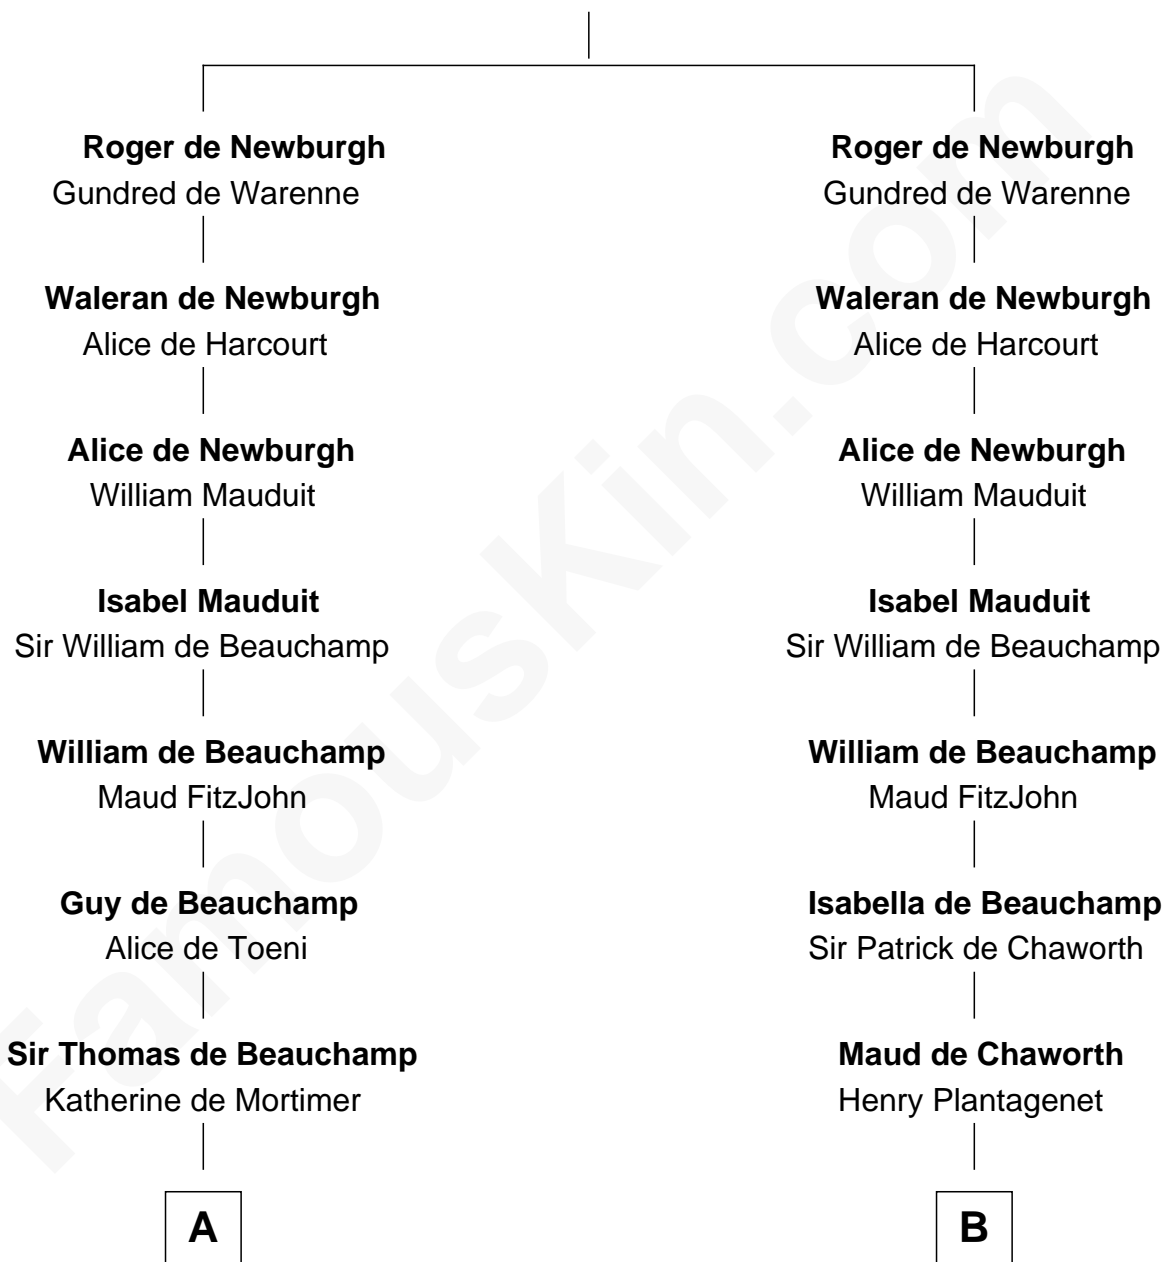 Roger de Newburgh
Gundred de Warenne
Waleran de Newburgh
Alice de Harcourt
Alice de Newburgh
William Mauduit
Isabel Mauduit
Sir William de Beauchamp
William de Beauchamp
Maud FitzJohn
Guy de Beauchamp
Alice de Toeni
Sir Thomas de Beauchamp
Katherine de Mortimer
A
Roger de Newburgh
Gundred de Warenne
Waleran de Newburgh
Alice de Harcourt
Alice de Newburgh
William Mauduit
Isabel Mauduit
Sir William de Beauchamp
William de Beauchamp
Maud FitzJohn
Isabella de Beauchamp
Sir Patrick de Chaworth
Maud de Chaworth
Henry Plantagenet
B
FamousKin.com